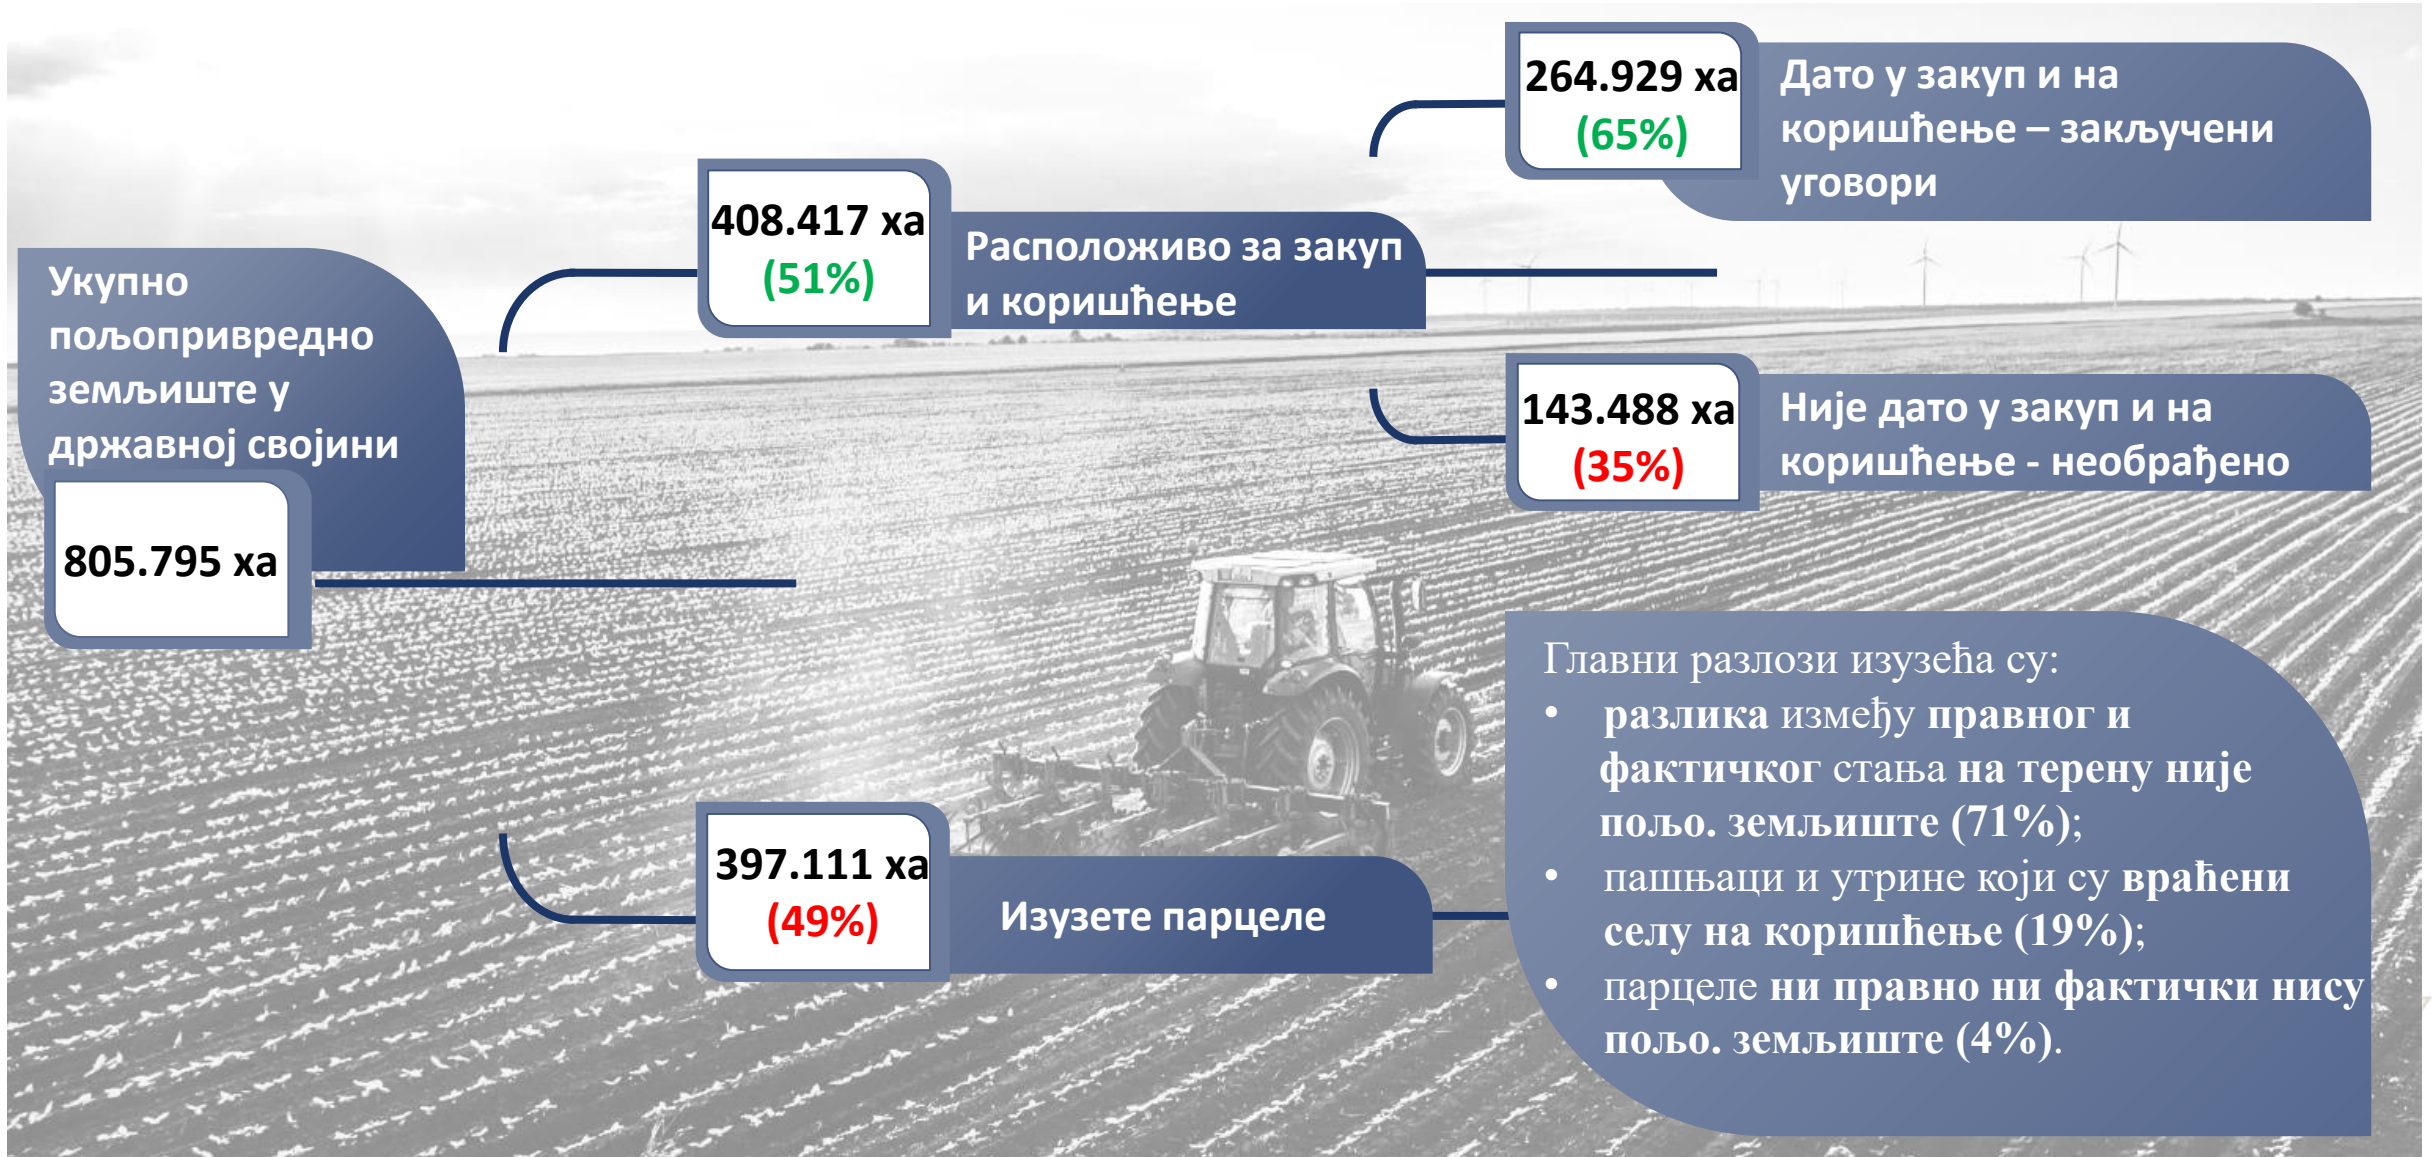 Укупно
пољопривредно
земљиште у
државној својини
805.795 ха
408.417 ха
(51%)
Расположиво за закуп
и коришћење
264.929 ха
(65%)
Дато у закуп и на
коришћење – закључени
уговори
143.488 ха
(35%)
Није дато у закуп и на
коришћење - необрађено
397.111 ха
(49%)
Изузете парцеле
Главни разлози изузећа су:
• разлика између правног и
фактичког стања на терену није
пољо. земљиште (71%);
• пашњаци и утрине који су враћени
селу на коришћење (19%);
• парцеле ни правно ни фактички нису
пољо. земљиште (4%).